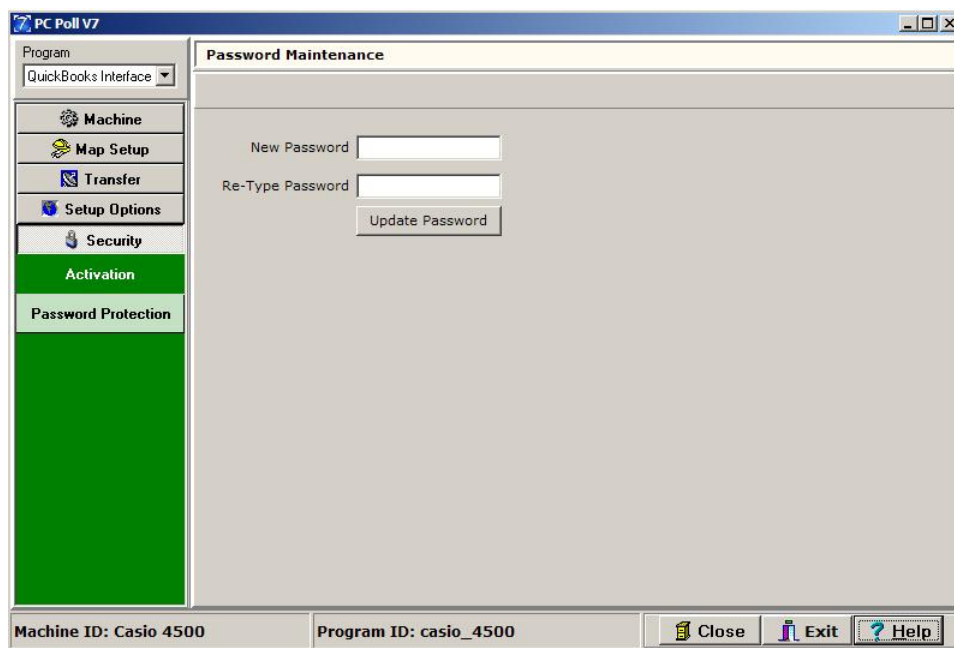 PC Poll V7
Program
QuickBooks Interface
Machine
Map Setup
Transfer
Setup Options
Security
Activation
Password Protection
Password Maintenance
New Password
Re-Type Password
Update Password
Machine ID: Casio 4500
Program ID: casio_4500
Close
Exit
? Help